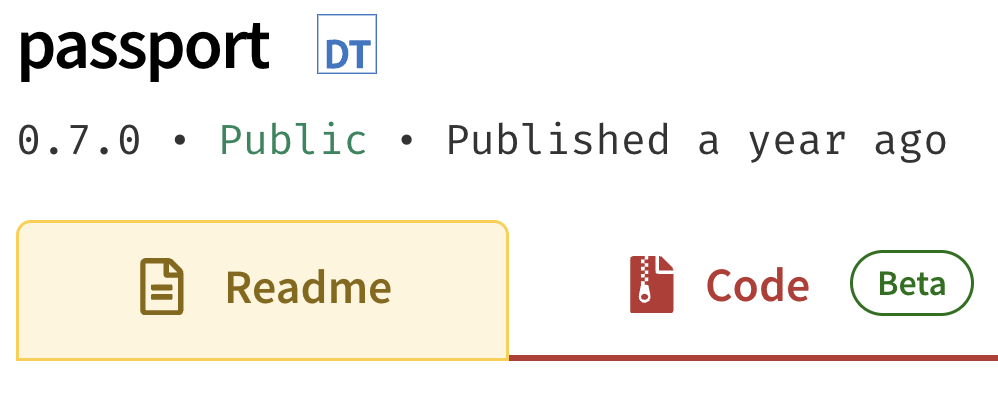 passport DT
0.7.0 • Public • Published a year ago
Readme Code Beta